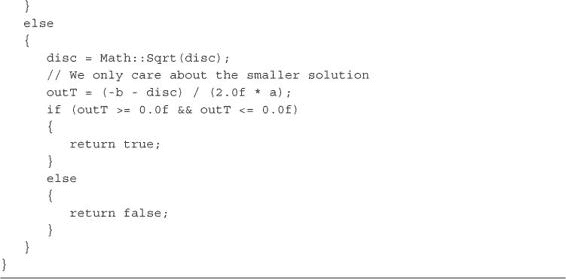 }
else
{
disc = Math::Sqrt(disc);
// We only care about the smaller solution
outT = (-b - disc) / (2.0f * a);
if (outT >= 0.0f && outT <= 0.0f)
{
return true;
}
else
{
return false;
}
}
}